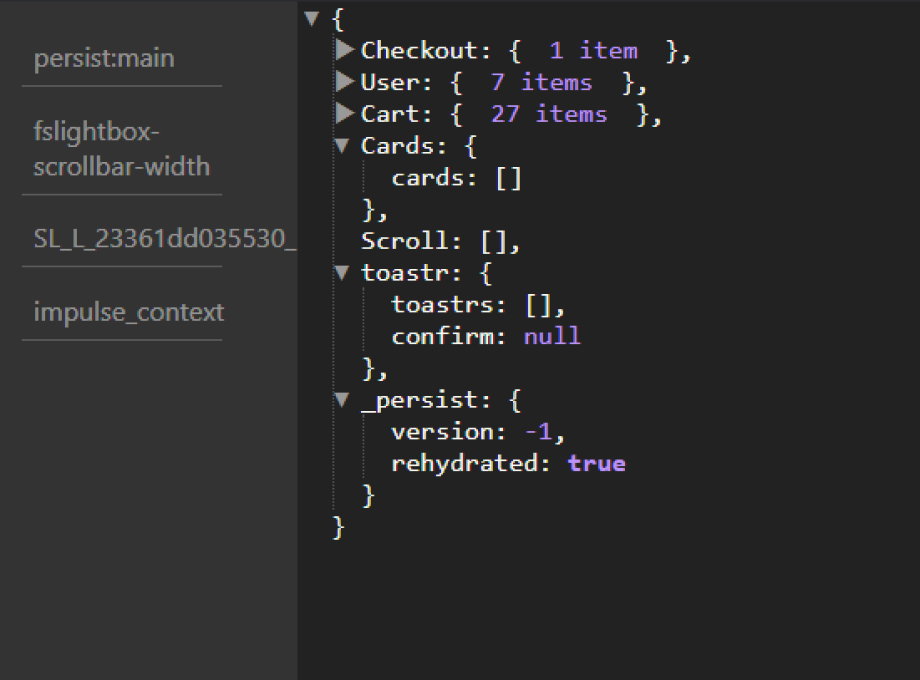 persist:main
fslightbox-
scrollbar-width
SL_L_23361dd035530_
impulse_context
{
Checkout: { 1 item },
User: { 7 items },
Cart: { 27 items },
Cards: {
cards: []
},
Scroll: [],
toastr: {
toastrs: [],
confirm: null
},
_persist: {
version: -1,
rehydrated: true
}
}